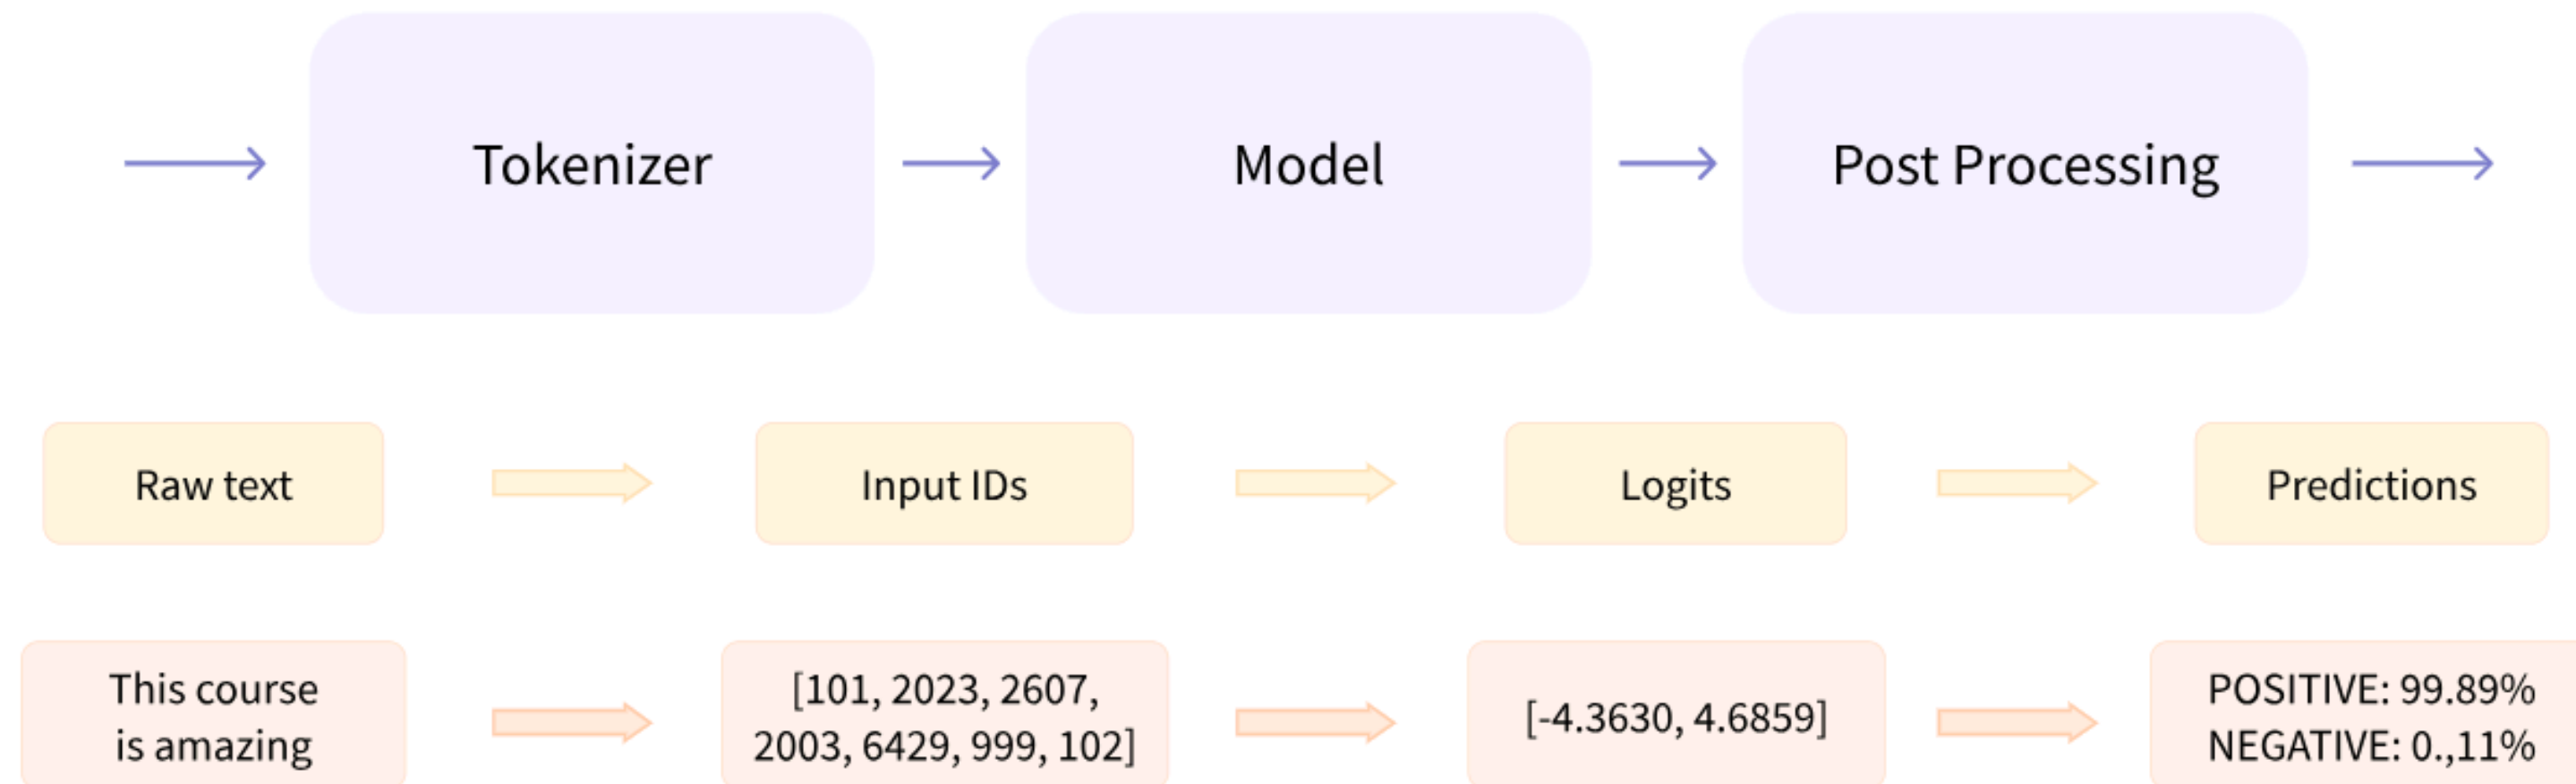 Tokenizer
Model
Post Processing
Raw text
Input IDs
Logits
Predictions
This course
is amazing
[101, 2023, 2607,
2003, 6429, 999, 102]
[-4.3630, 4.6859]
POSITIVE: 99.89%
NEGATIVE: 0.,11%